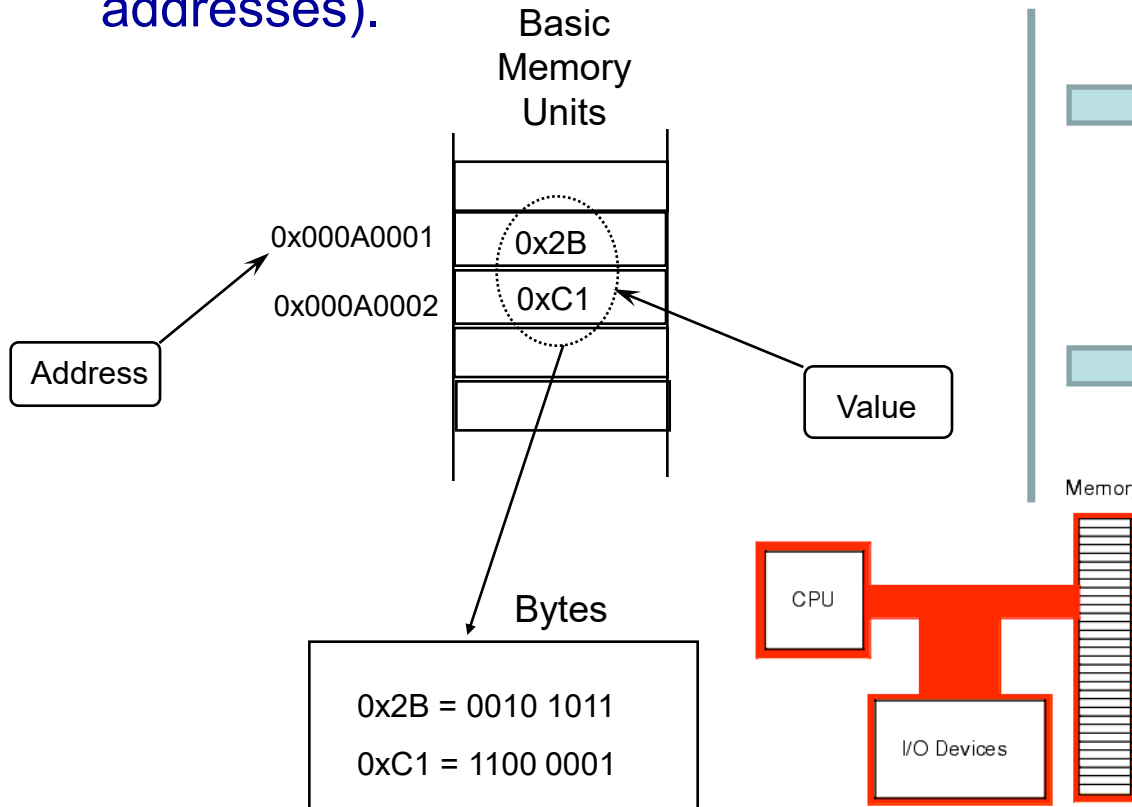 addresses).
Basic
Memory
Units
0x000A0001
0x2B
0x000A0002
0xC1
Address
Value
Bytes
0x2B = 0010 1011
0xC1 = 1100 0001
Memor
CPU
I/O Devices